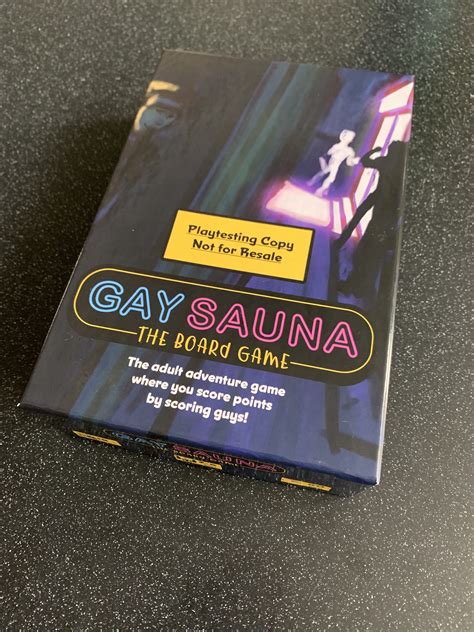 Playtesting Copy
Not for Resale
GAY SAUNA
THE BOARD GAME
The adult adventure game
where you score points
by scoring guys!
SAUNA